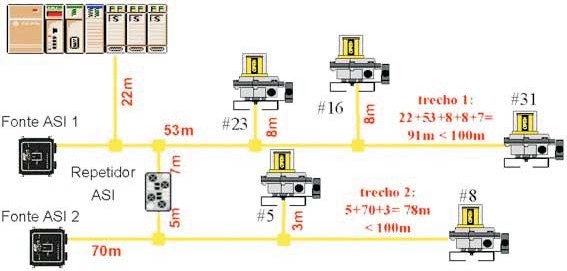 22m
Fonte ASI 1
53m
#23
8m
#16
8m
trecho 1:
22+53+8+8+7=
91m < 100m
#31
Repetidor
ASI
7m
5m
Fonte ASI 2
70m
#5
3m
trecho 2:
5+70+3= 78m
< 100m
#8